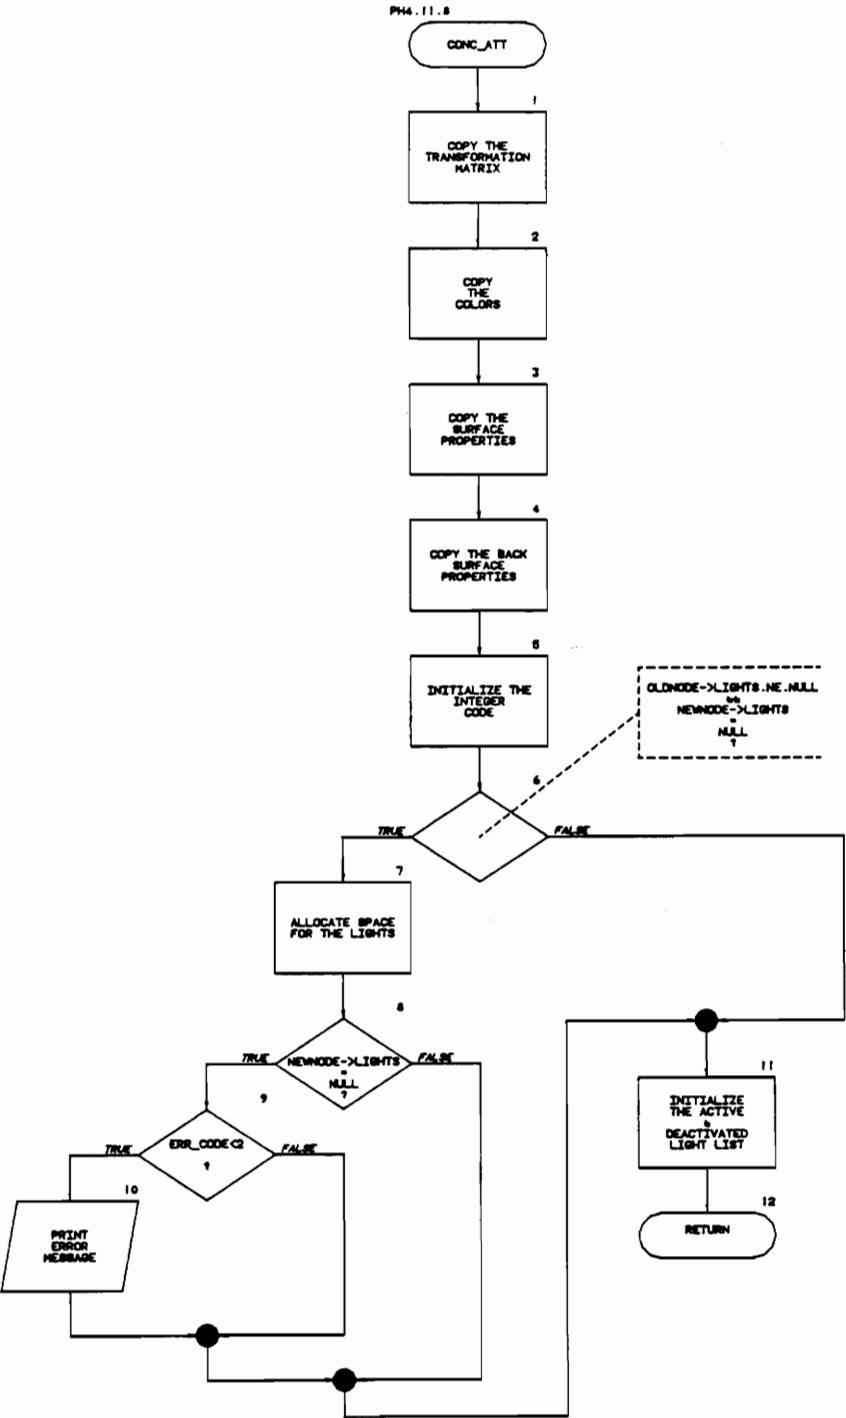 PH4.11.8
CONC_ATT
1
COPY THE
TRANSFORMATION
MATRIX
2
COPY
THE
COLORS
3
COPY THE
SURFACE
PROPERTIES
4
COPY THE BACK
SURFACE
PROPERTIES
5
INITIALIZE THE
INTEGER
CODE
OLDNODE->LIGHTS.NE.NULL
&&
NEWNODE->LIGHTS
=
NULL
?
6
TRUE
FALSE
7
ALLOCATE SPACE
FOR THE LIGHTS
8
NEWNODE->LIGHTS
=
NULL
?
TRUE
FALSE
9
ERR_CODE<2
?
TRUE
FALSE
10
PRINT
ERROR
MESSAGE
11
INITIALIZE
THE ACTIVE
&
DEACTIVATED
LIGHT LIST
12
RETURN